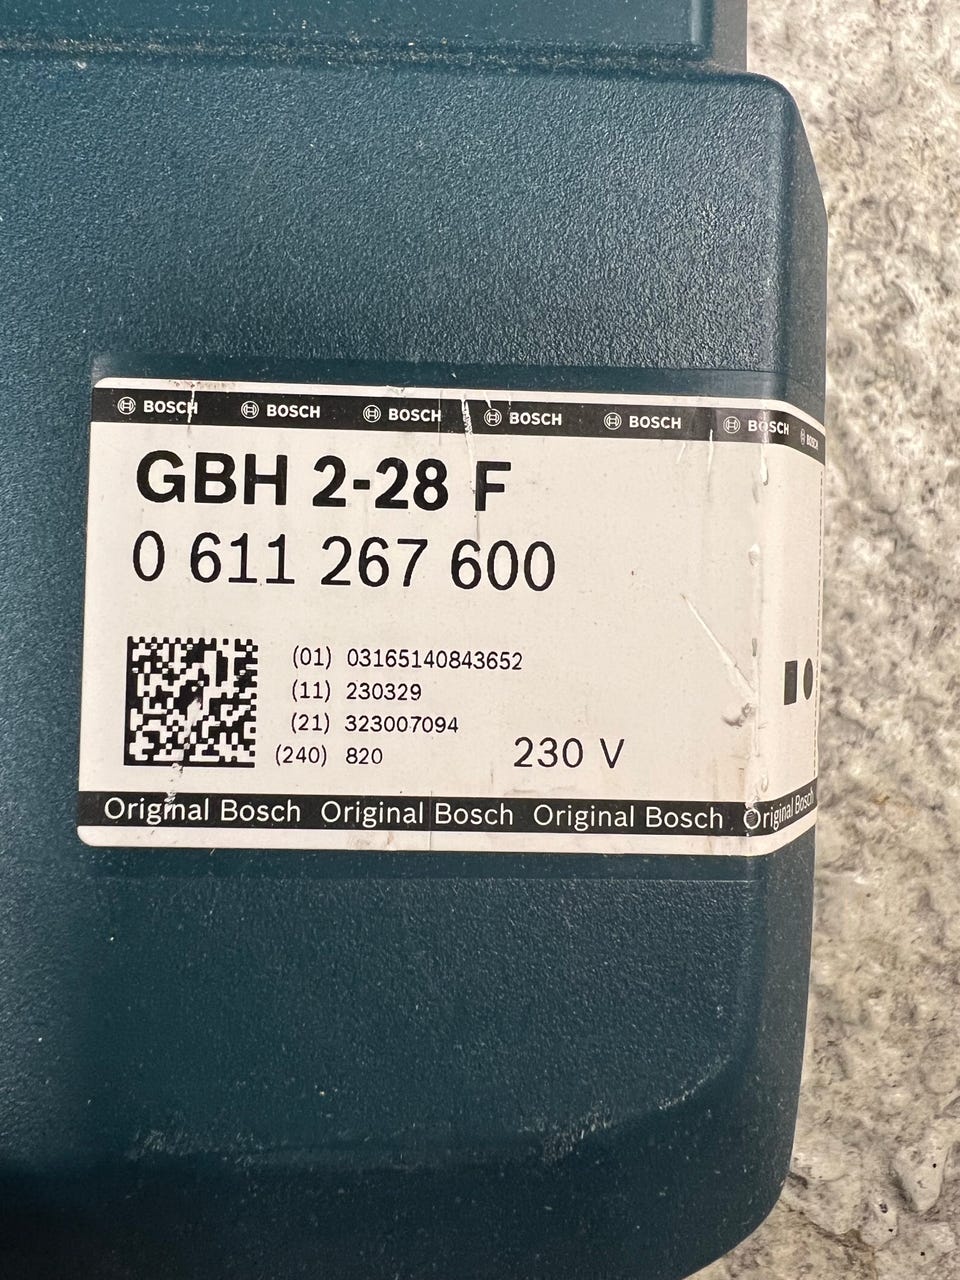 BOSCH BOSCH BOSCH BOSCH BOSCH BOSCH BOSCH
GBH 2-28 F
0 611 267 600
(01) 03165140843652
(11) 230329
(21) 323007094
(240) 820
230 V
Original Bosch Original Bosch Original Bosch Original Bosch